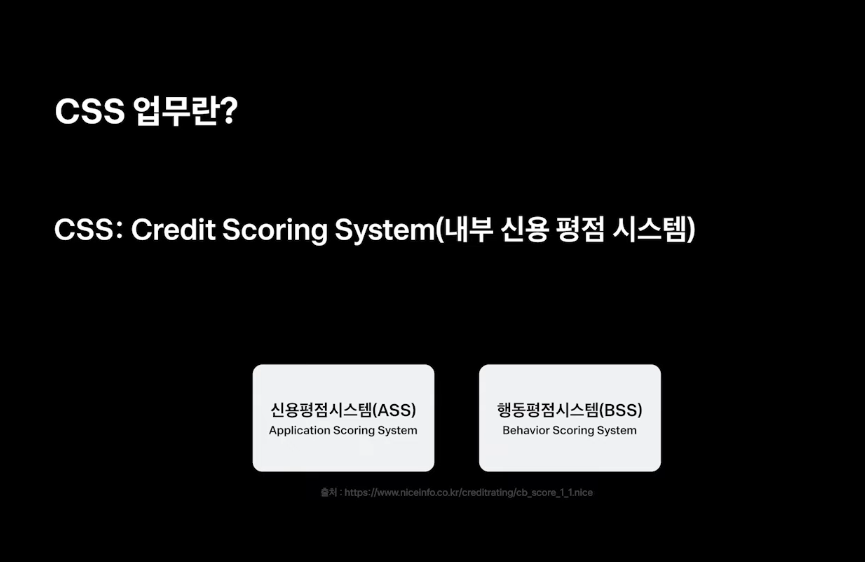 CSS 업무란?
CSS: Credit Scoring System(내부 신용 평점 시스템)
신용평점시스템(ASS)
Application Scoring System
행동평점시스템(BSS)
Behavior Scoring System
출처 : https://www.niceinfo.co.kr/creditrating/cb_score_1_1.nice